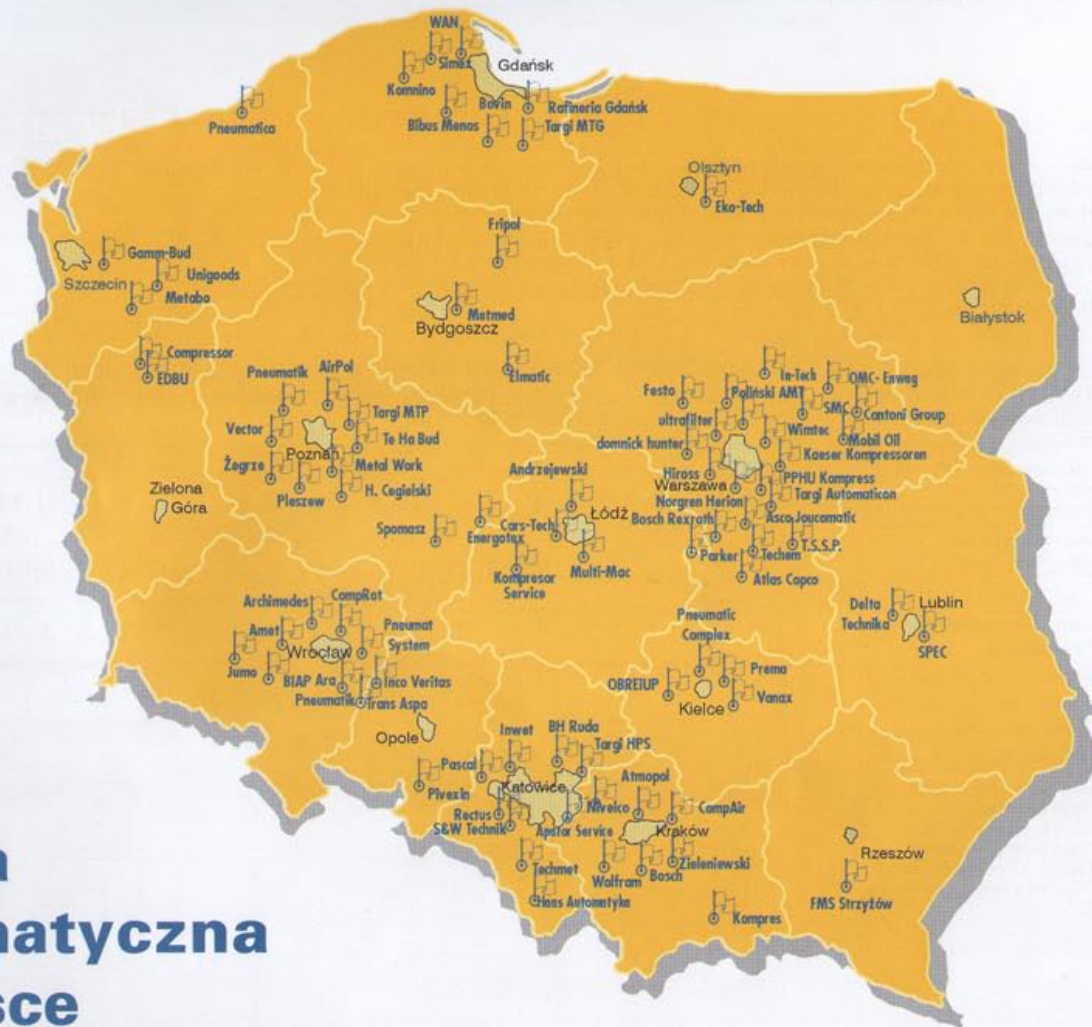 WAN
Simex
Gdańsk
Komnino
Bovin
Rafineria Gdańsk
Pneumatica
Bibus Menos
Targi MTG
Olsztyn
Eko-Tech
Fripol
Gamm-Bud
Szczecin
Unigoods
Metabo
Metmed
Bydgoszcz
Białystok
Compressor
EDBU
Elmatic
Pneumatik
AirPol
Targi MTP
Vector
Te Ha Bud
Poznań
Żegrze
Metal Work
Pleszew
H. Cegielski
Zielona
Góra
In-Tech
OMC- Enweg
Festo
Poliński AMT
SMC
Cantoni Group
ultrafilter
Wimtec
Mobil Oil
domnick hunter
Kaeser Kompressoren
Hiross
PPHU Kompress
Warszawa
Targi Automaticon
Norgren Herion
Bosch Rexroth
Asco Joucomatic
T.S.S.P.
Parker
Techem
Atlas Copco
Andrzejewski
Łódź
Cars-Tech
Spomasz
Energotex
Multi-Mac
Kompresor
Service
Delta
Technika
Lublin
SPEC
Archimedes
CompRot
Amet
Pneumat
System
Wrocław
Jumo
BIAP
Ara
Inco Veritas
Pneumatik
Trans Aspa
Opole
Pneumatic
Complex
Prema
OBREiUP
Kielce
Vanax
Inwet
BH Ruda
Targi HPS
Pascal
Pivexin
Katowice
Atmopol
Nivelco
CompAir
Rectus
S&W Technik
Apstar Service
Kraków
Zieleniewski
Techmet
Wolfram
Bosch
Haas Automatyka
Kompres
Rzeszów
FMS Strzyżów
a
matyczna
sce